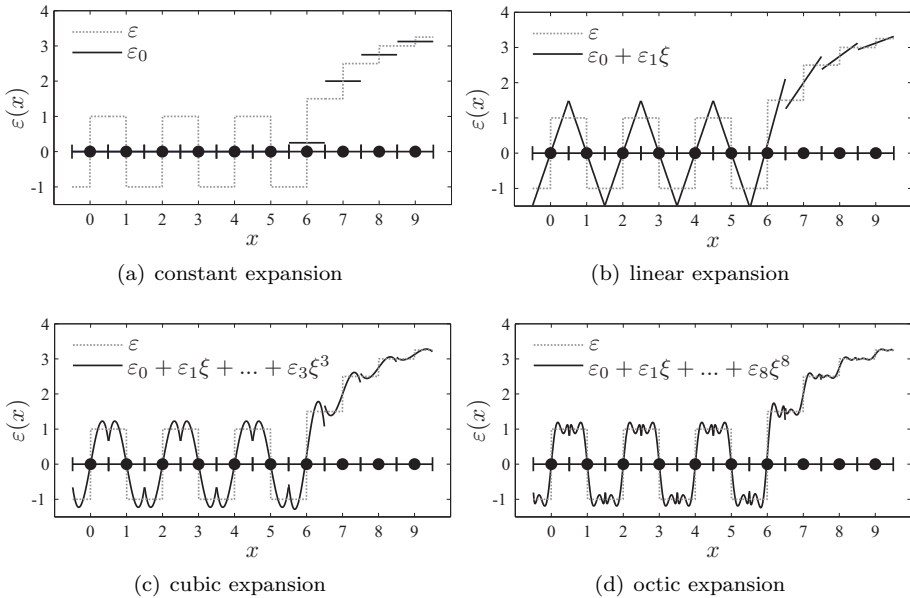 4
3
2
1
0
-1
ε(x)
ε
ε₀
0 1 2 3 4 5 6 7 8 9
x
(a) constant expansion
4
3
2
1
0
-1
ε(x)
ε
ε₀ + ε₁ξ
0 1 2 3 4 5 6 7 8 9
x
(b) linear expansion
4
3
2
1
0
-1
ε(x)
ε
ε₀ + ε₁ξ + ... + ε₃ξ³
0 1 2 3 4 5 6 7 8 9
x
(c) cubic expansion
4
3
2
1
0
-1
ε(x)
ε
ε₀ + ε₁ξ + ... + ε₈ξ⁸
0 1 2 3 4 5 6 7 8 9
x
(d) octic expansion